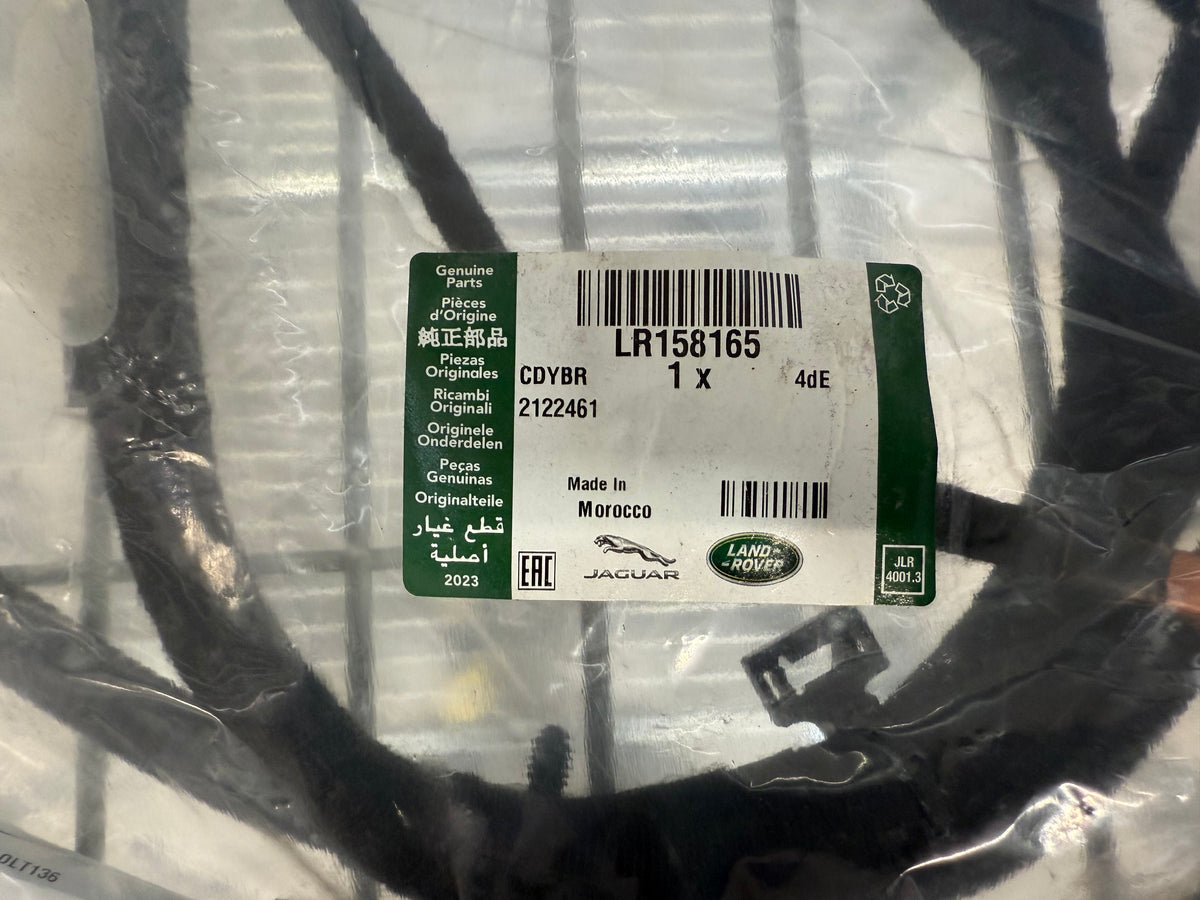 Genuine
Parts
Pièces
d'Origine
純正部品
Piezas
Originales
Ricambi
Originali
Originele
Onderdelen
Peças
Genuinas
Originalteile
قطع غيار
أصلية
2023
LR158165
CDYBR
1 x
4dE
2122461
Made In
Morocco
EAC
JAGUAR
LAND-
-ROVER
JLR
4001.3
OLT136